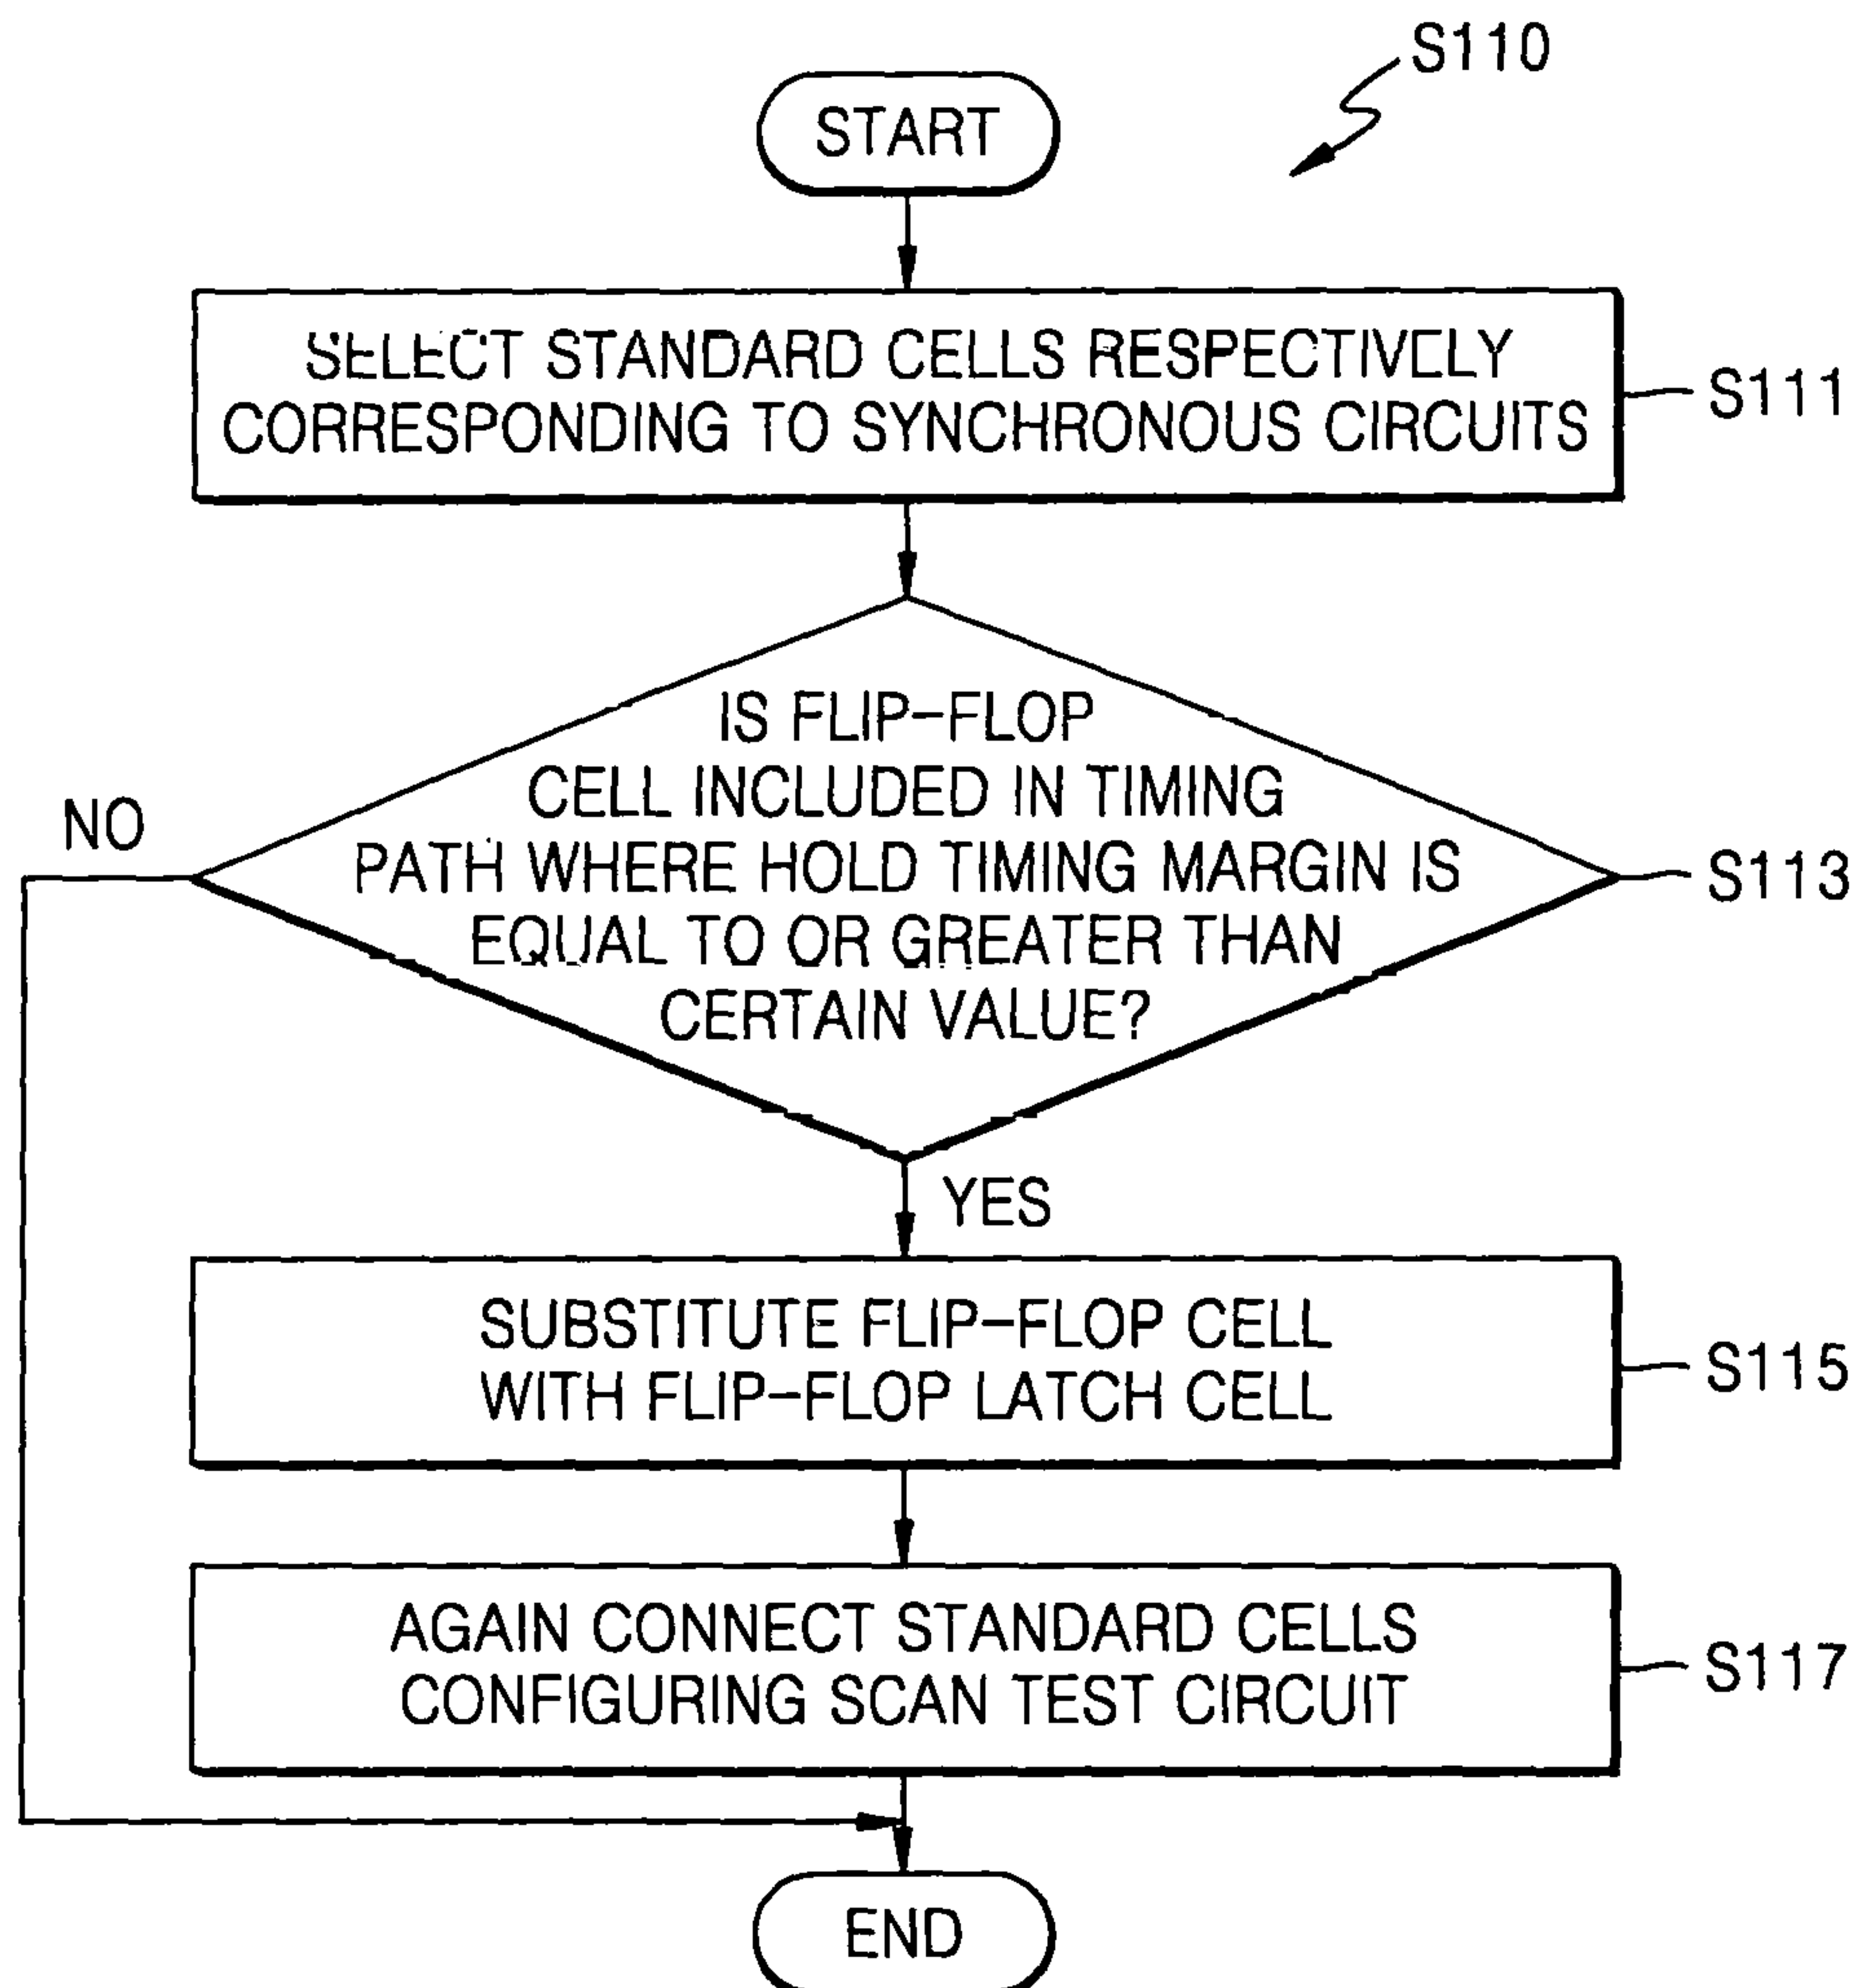 S110
START
SELECT STANDARD CELLS RESPECTIVELY
CORRESPONDING TO SYNCHRONOUS CIRCUITS
S111
IS FLIP-FLOP
CELL INCLUDED IN TIMING
PATH WHERE HOLD TIMING MARGIN IS
EQUAL TO OR GREATER THAN
CERTAIN VALUE?
NO
S113
YES
SUBSTITUTE FLIP-FLOP CELL
WITH FLIP-FLOP LATCH CELL
S115
AGAIN CONNECT STANDARD CELLS
CONFIGURING SCAN TEST CIRCUIT
S117
END